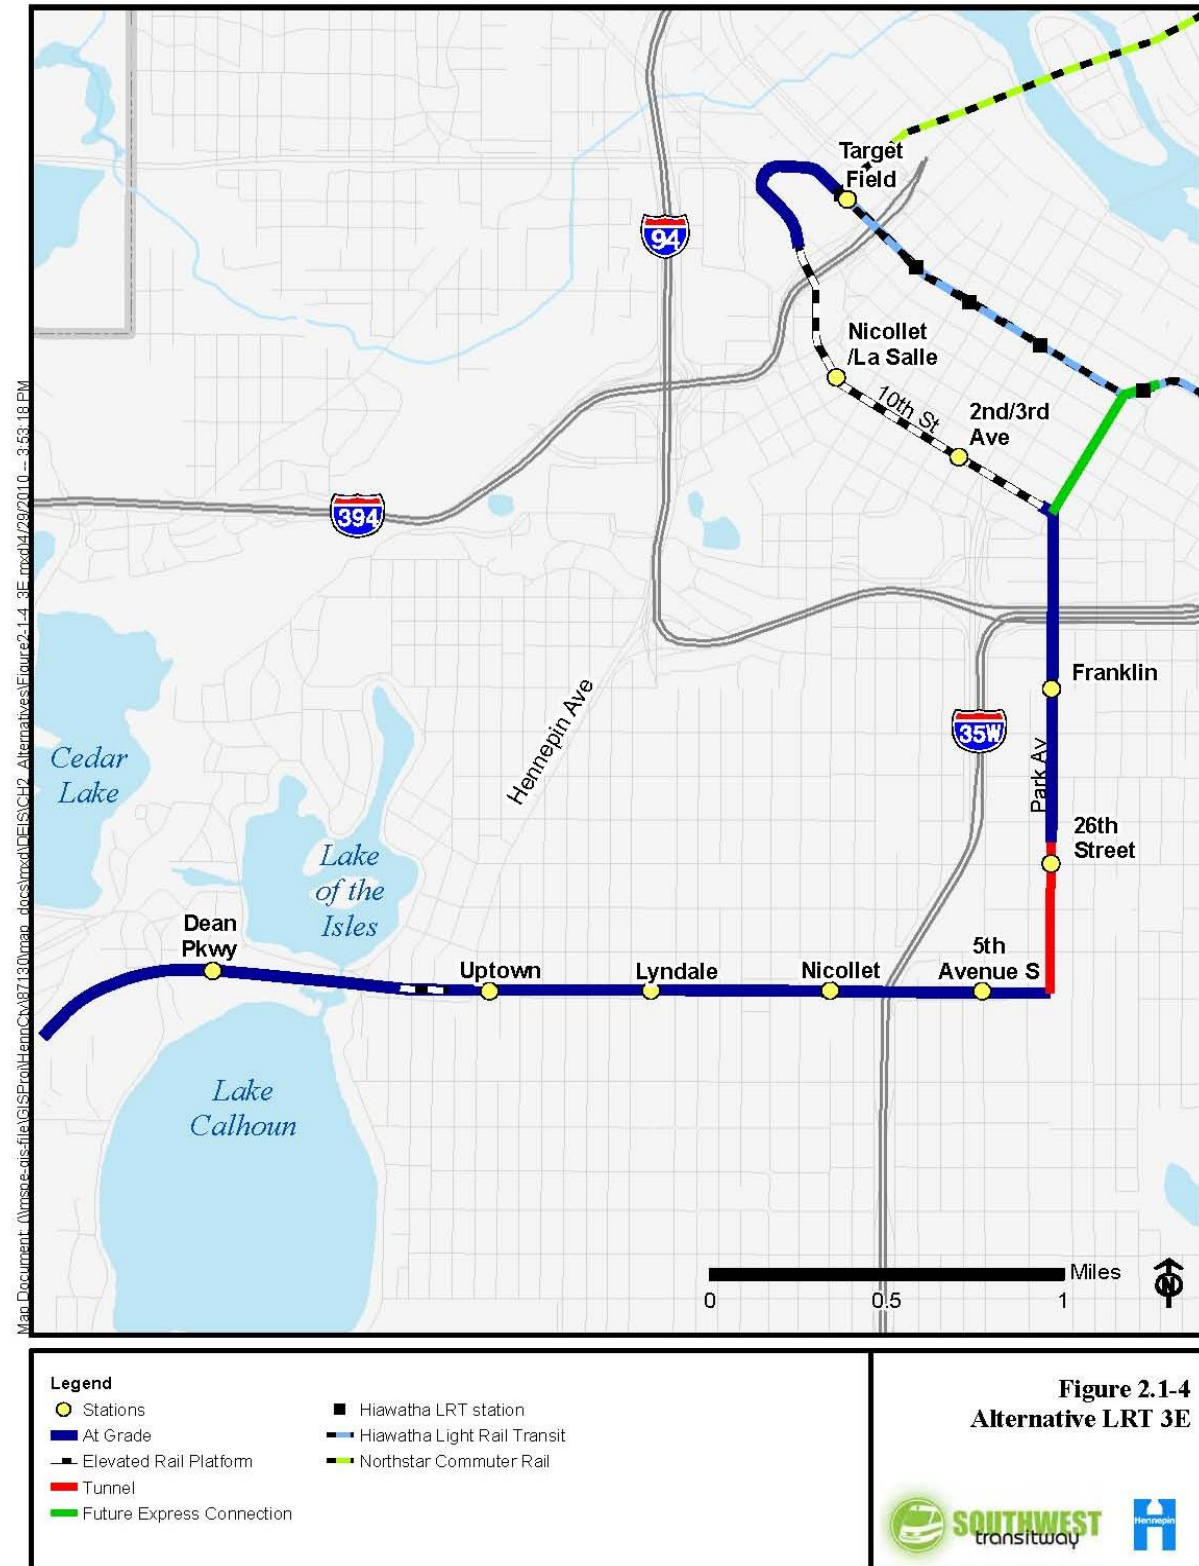 Target
Field
94
Nicollet
/La Salle
10th St
2nd/3rd
Ave
394
Franklin
Hennepin Ave
35W
Park Av
Cedar
Lake
26th
Street
Lake
of the
Isles
Dean
Pkwy
Uptown
Lyndale
Nicollet
5th
Avenue S
Lake
Calhoun
Miles
0
0.5
1
N
Legend
Stations
At Grade
Elevated Rail Platform
Tunnel
Future Express Connection
Hiawatha LRT station
Hiawatha Light Rail Transit
Northstar Commuter Rail
Figure 2.1-4
Alternative LRT 3E
SOUTHWEST
transitway
Hennepin